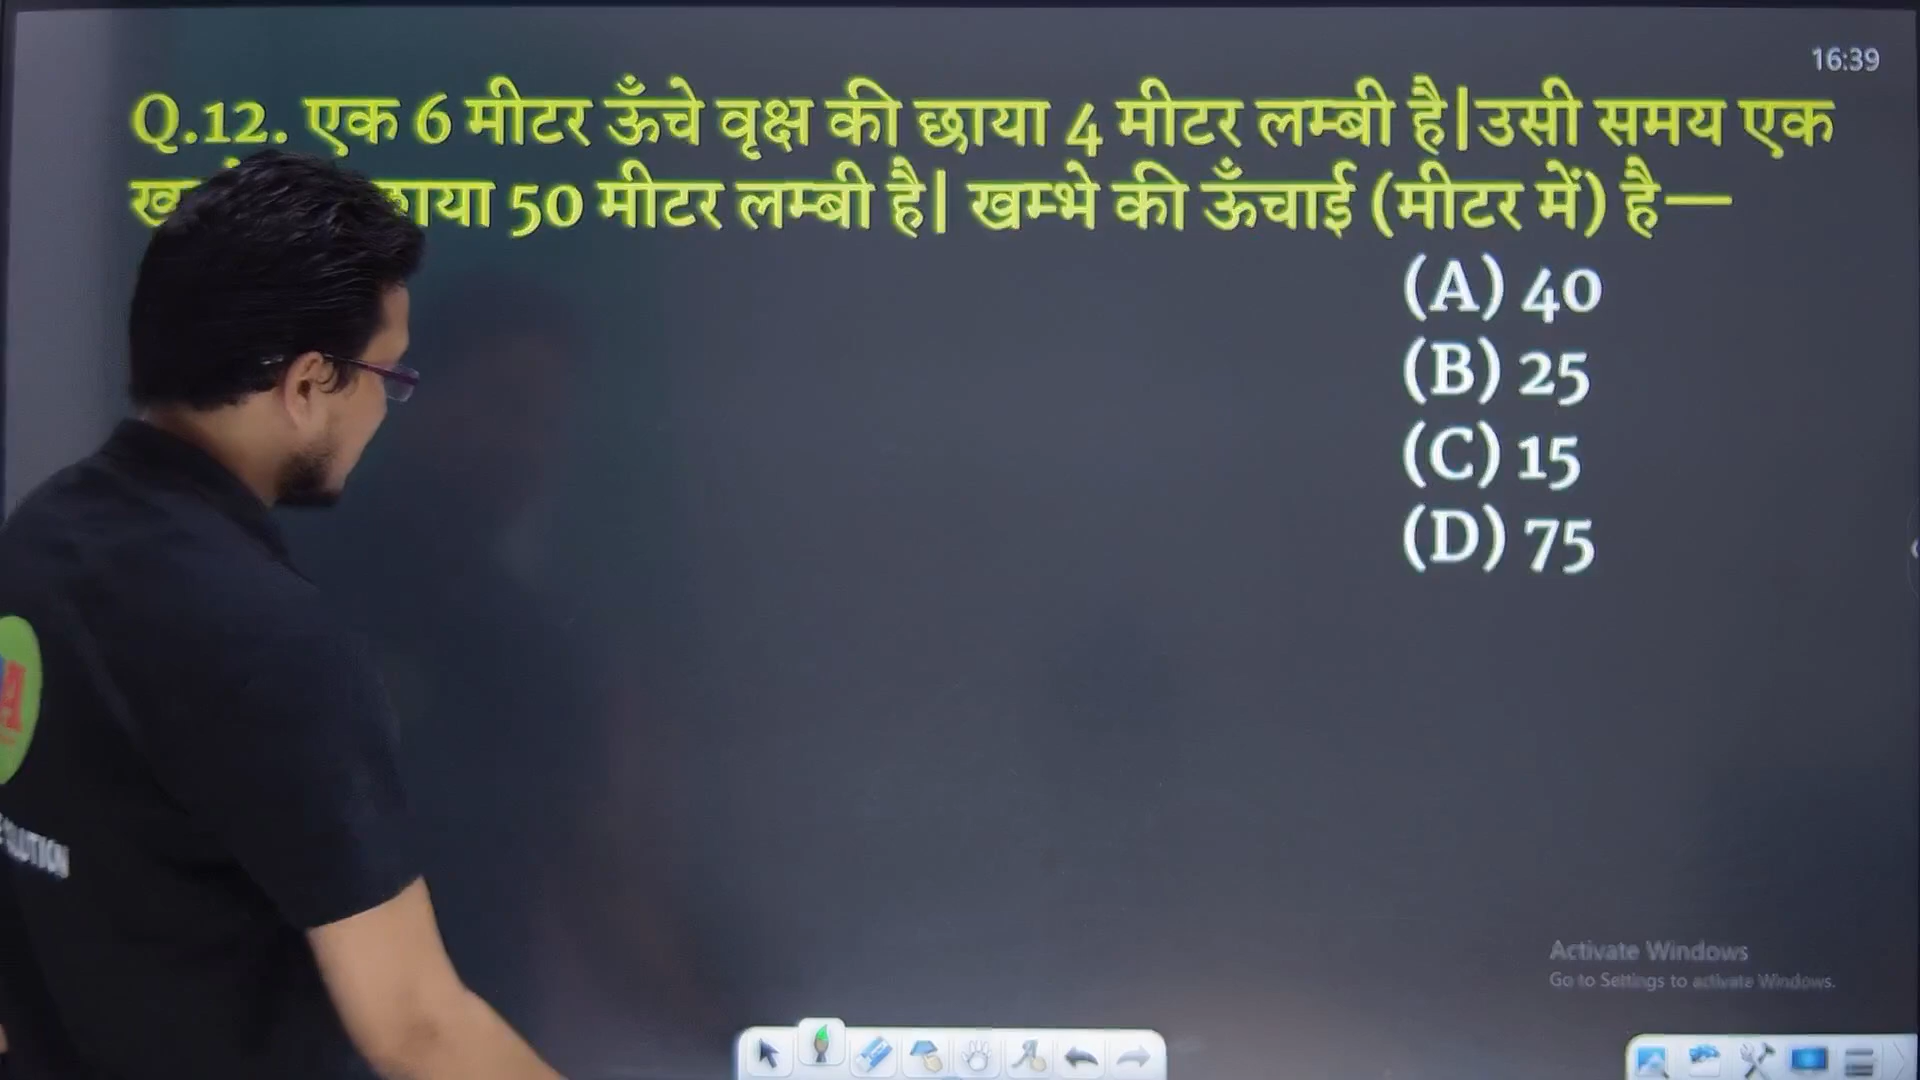 16:39
Q.12. एक 6 मीटर ऊँचे वृक्ष की छाया 4 मीटर लम्बी है|उसी समय एक
छाया 50 मीटर लम्बी है| खम्भे की ऊँचाई (मीटर में) है—
(A) 40
(B) 25
(C) 15
(D) 75
Activate Windows
Go to Settings to activate Windows.